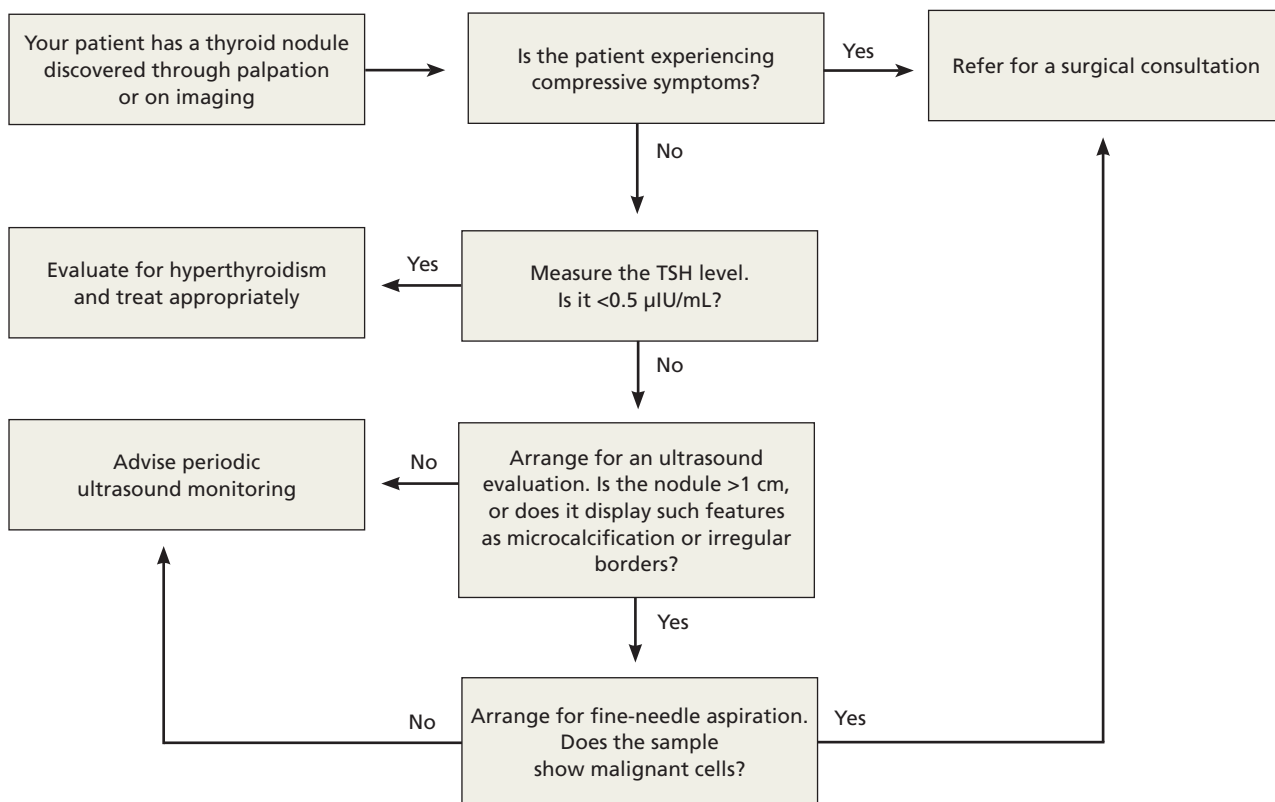 Your patient has a thyroid nodule
discovered through palpation
or on imaging
Is the patient experiencing
compressive symptoms?
Yes
Refer for a surgical consultation
No
Evaluate for hyperthyroidism
and treat appropriately
Yes
Measure the TSH level.
Is it <0.5 µIU/mL?
No
Advise periodic
ultrasound monitoring
No
Arrange for an ultrasound
evaluation. Is the nodule >1 cm,
or does it display such features
as microcalcification or irregular
borders?
Yes
No
Arrange for fine-needle aspiration.
Does the sample
show malignant cells?
Yes